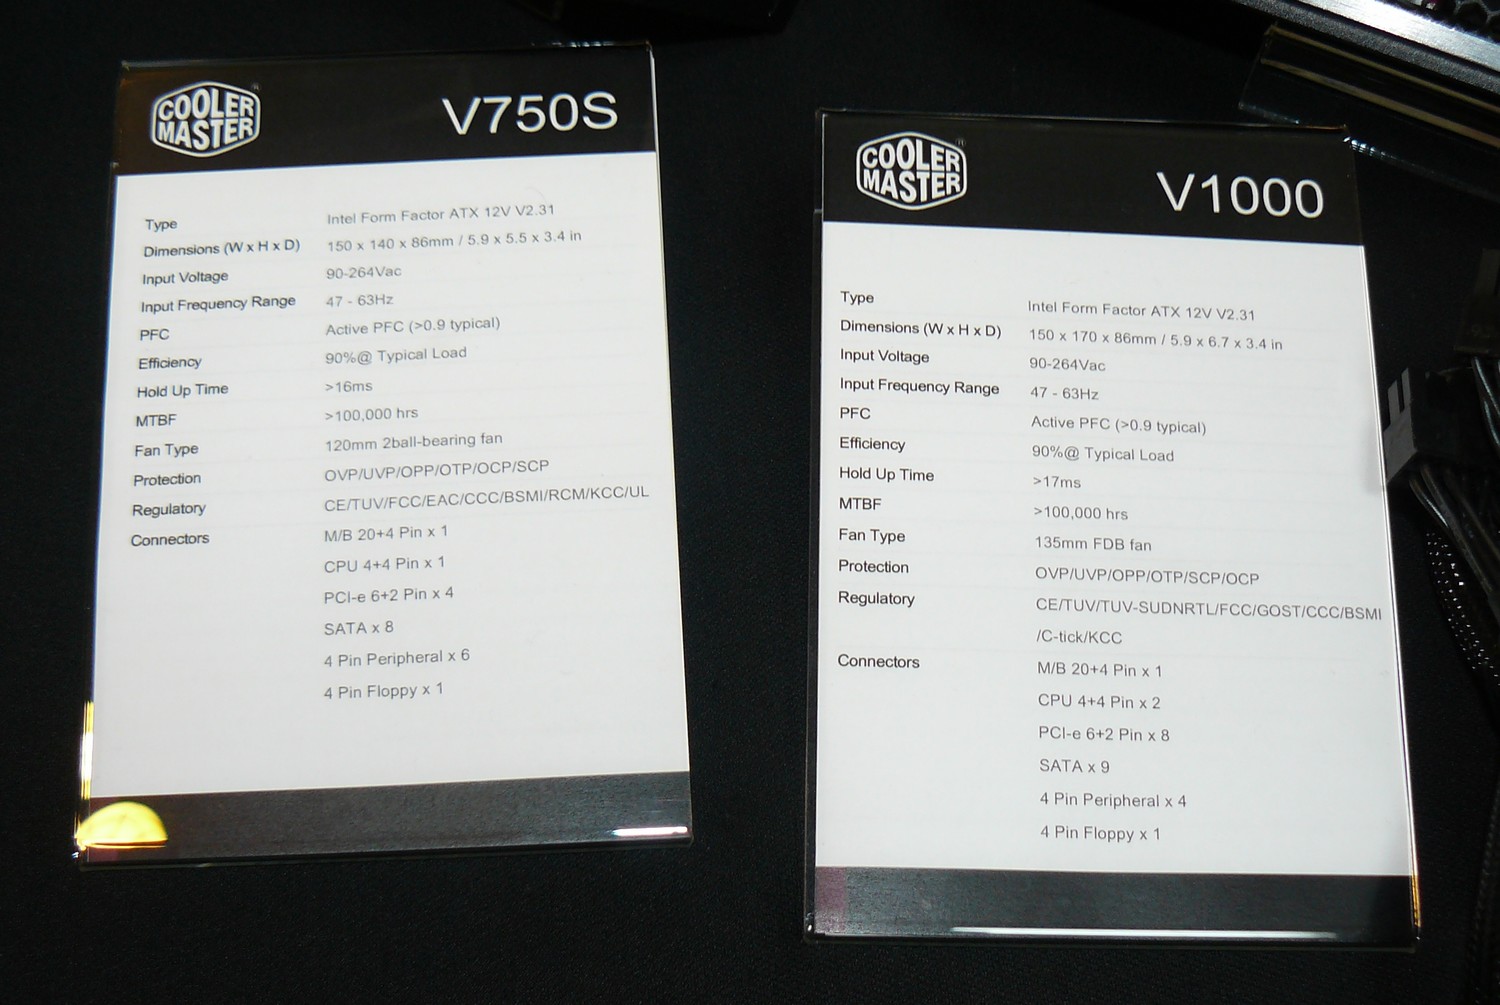 COOLER
MASTER
®
V750S
Type Intel Form Factor ATX 12V V2.31
Dimensions (W x H x D) 150 x 140 x 86mm / 5.9 x 5.5 x 3.4 in
Input Voltage 90-264Vac
Input Frequency Range 47 - 63Hz
PFC Active PFC (>0.9 typical)
Efficiency 90%@ Typical Load
Hold Up Time >16ms
MTBF >100,000 hrs
Fan Type 120mm 2ball-bearing fan
Protection OVP/UVP/OPP/OTP/OCP/SCP
Regulatory CE/TUV/FCC/EAC/CCC/BSMI/RCM/KCC/UL
Connectors M/B 20+4 Pin x 1
CPU 4+4 Pin x 1
PCI-e 6+2 Pin x 4
SATA x 8
4 Pin Peripheral x 6
4 Pin Floppy x 1
COOLER
MASTER
®
V1000
Type Intel Form Factor ATX 12V V2.31
Dimensions (W x H x D) 150 x 170 x 86mm / 5.9 x 6.7 x 3.4 in
Input Voltage 90-264Vac
Input Frequency Range 47 - 63Hz
PFC Active PFC (>0.9 typical)
Efficiency 90%@ Typical Load
Hold Up Time >17ms
MTBF >100,000 hrs
Fan Type 135mm FDB fan
Protection OVP/UVP/OPP/OTP/SCP/OCP
Regulatory CE/TUV/TUV-SUDNRTL/FCC/GOST/CCC/BSMI
/C-tick/KCC
Connectors M/B 20+4 Pin x 1
CPU 4+4 Pin x 2
PCI-e 6+2 Pin x 8
SATA x 9
4 Pin Peripheral x 4
4 Pin Floppy x 1